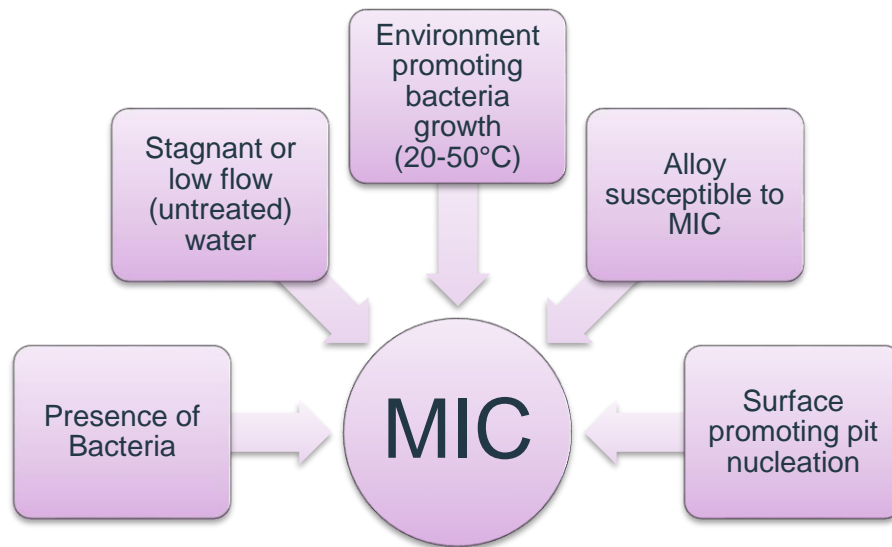 Environment
promoting
bacteria
growth
(20-50°C)
Stagnant or
low flow
(untreated)
water
Alloy
susceptible to
MIC
Presence of
Bacteria
MIC
Surface
promoting pit
nucleation